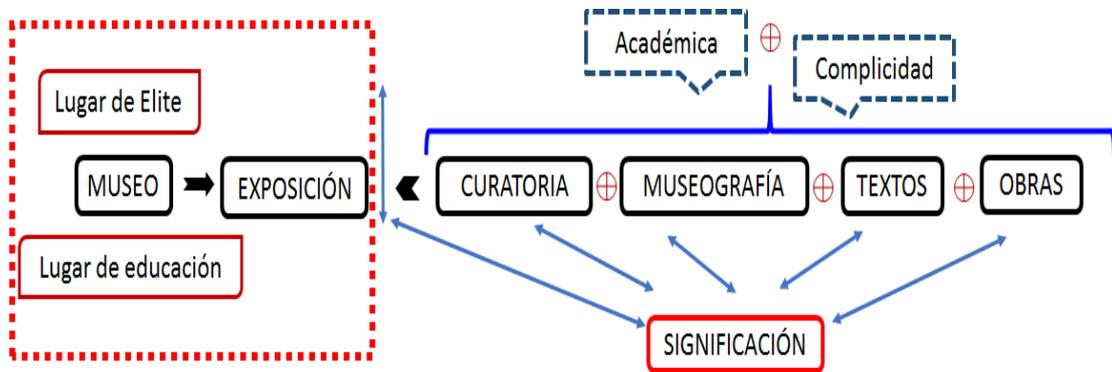 Académica
Complicidad
Lugar de Elite
MUSEO
EXPOSICIÓN
CURATORIA
MUSEOGRAFÍA
TEXTOS
OBRAS
Lugar de educación
SIGNIFICACIÓN